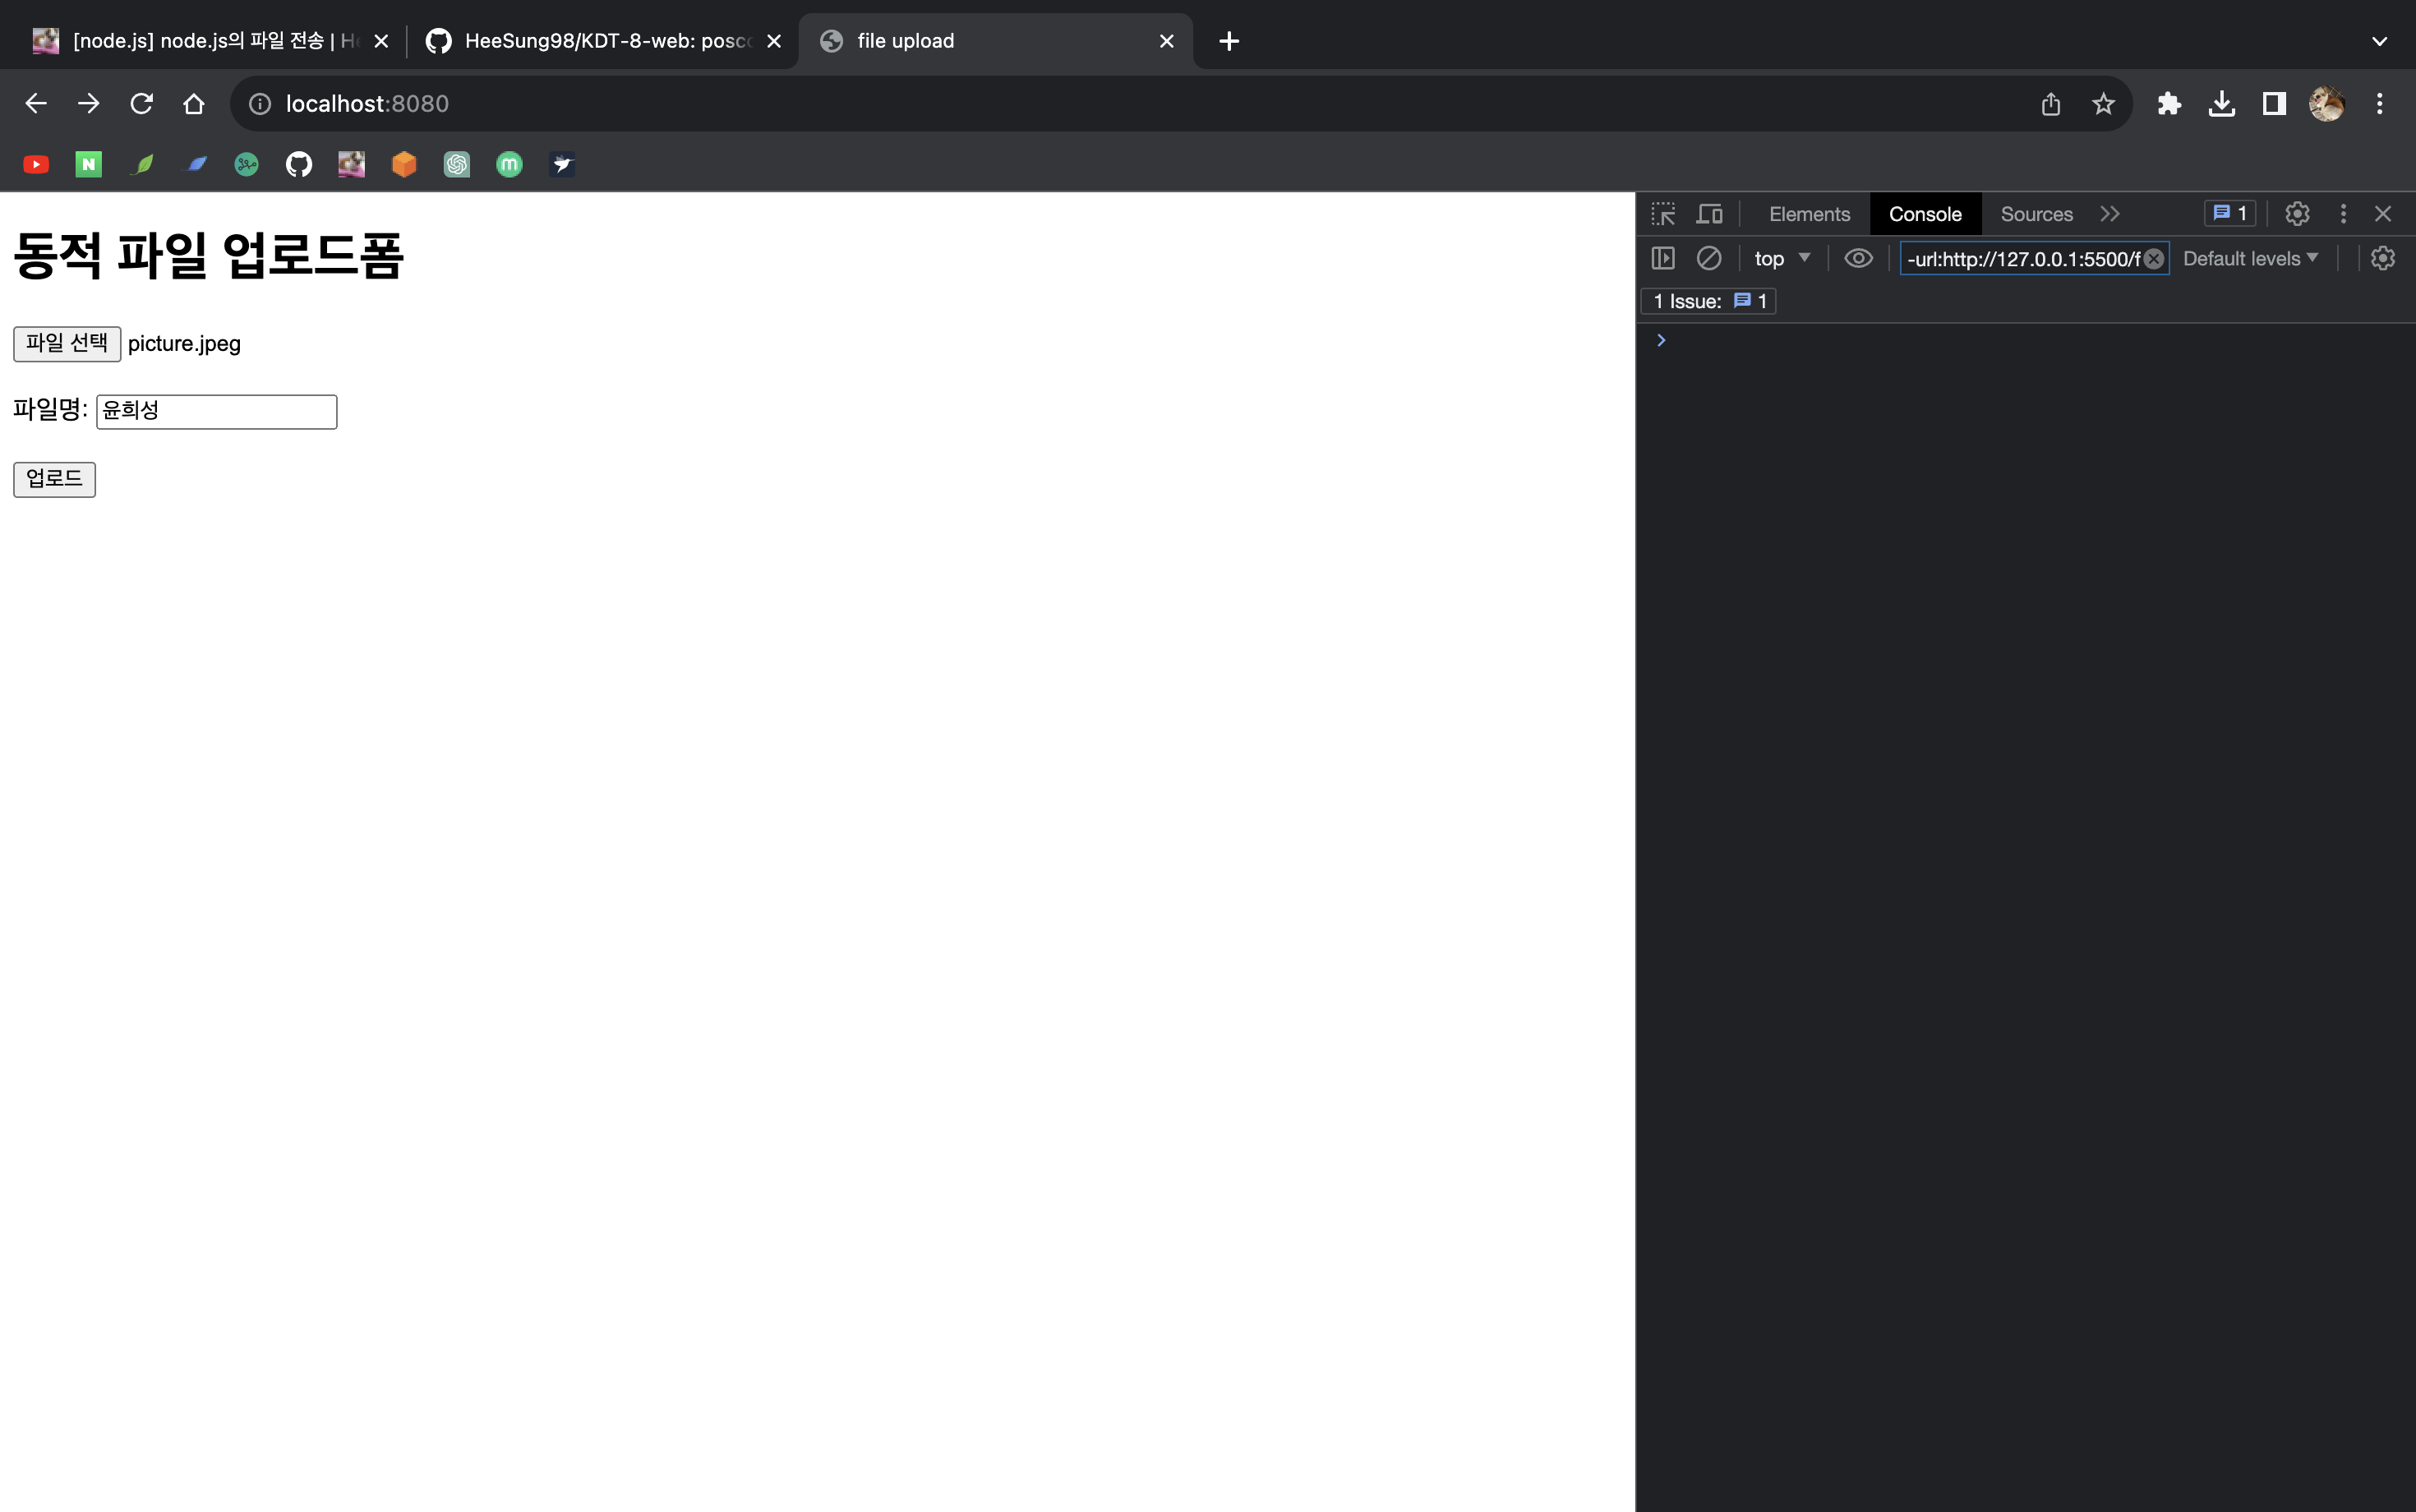 [node.js] node.js의 파일 전송 | He
HeeSung98/KDT-8-web: posco
file upload
localhost:8080
동적 파일 업로드폼
파일 선택 picture.jpeg
파일명: 윤희성
업로드
Elements Console Sources 1
top -url:http://127.0.0.1:5500/f Default levels
1 Issue: 1